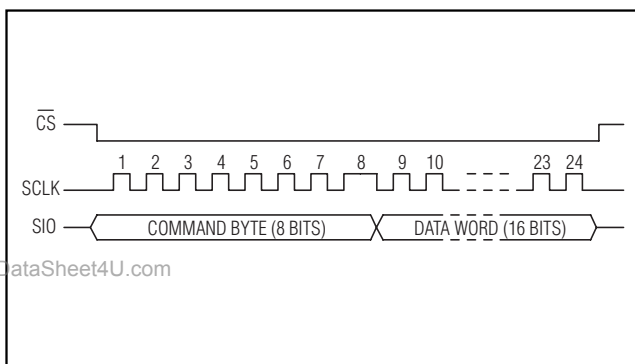 CS
1 2 3 4 5 6 7 8 9 10 23 24
SCLK
SIO COMMAND BYTE (8 BITS) DATA WORD (16 BITS)
DataSheet4U.com